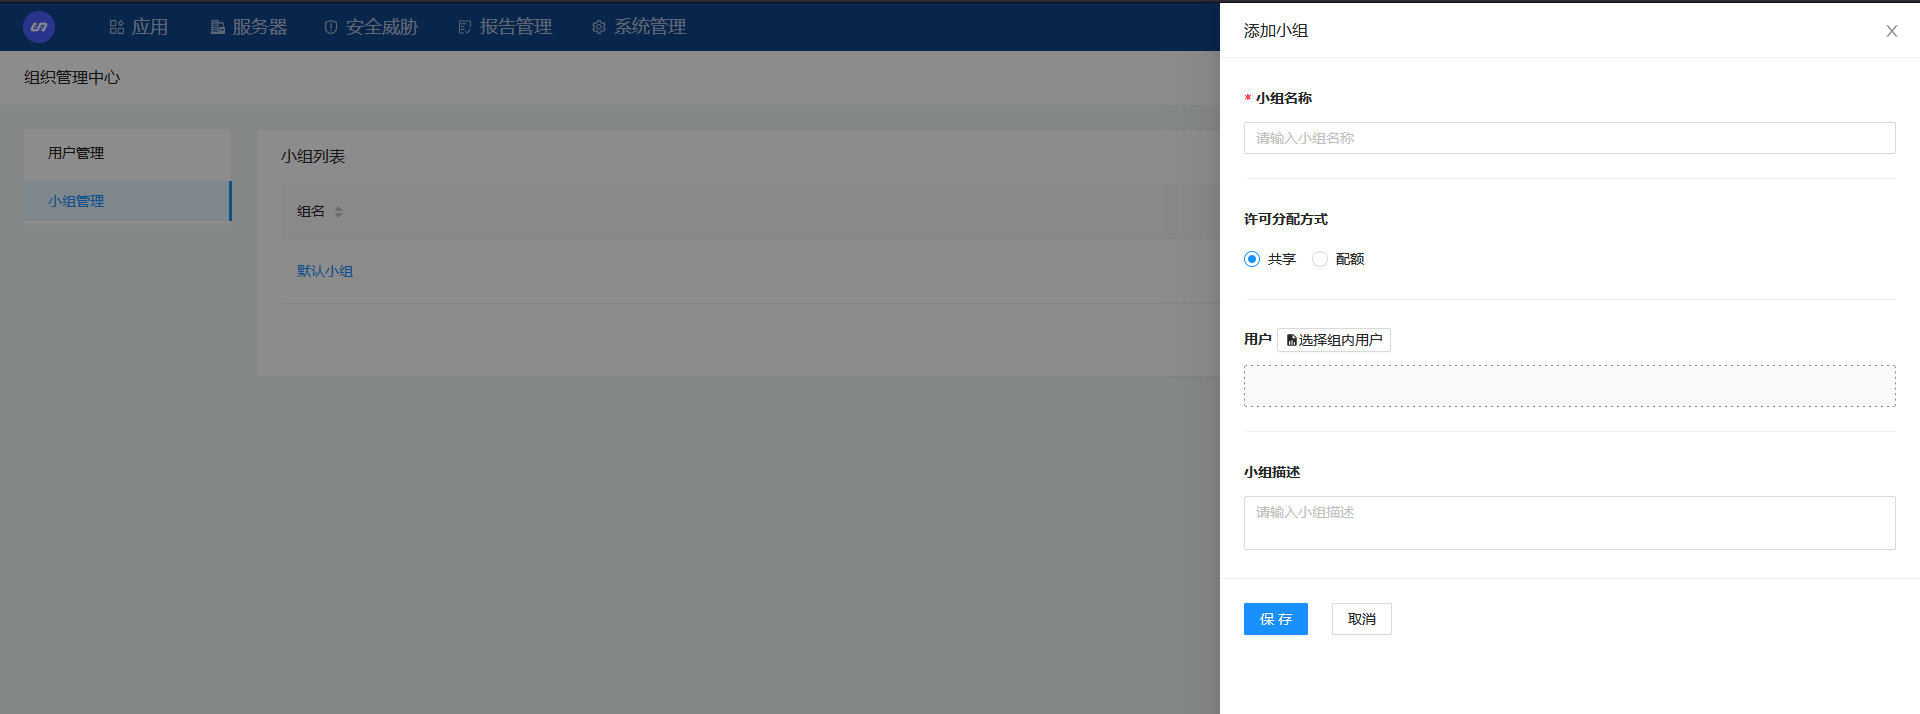 应用 服务器 安全威胁 报告管理 系统管理
组织管理中心
用户管理
小组管理
小组列表
组名
默认小组
添加小组
* 小组名称
请输入小组名称
许可分配方式
共享 配额
用户 选择组内用户
小组描述
请输入小组描述
保存 取消